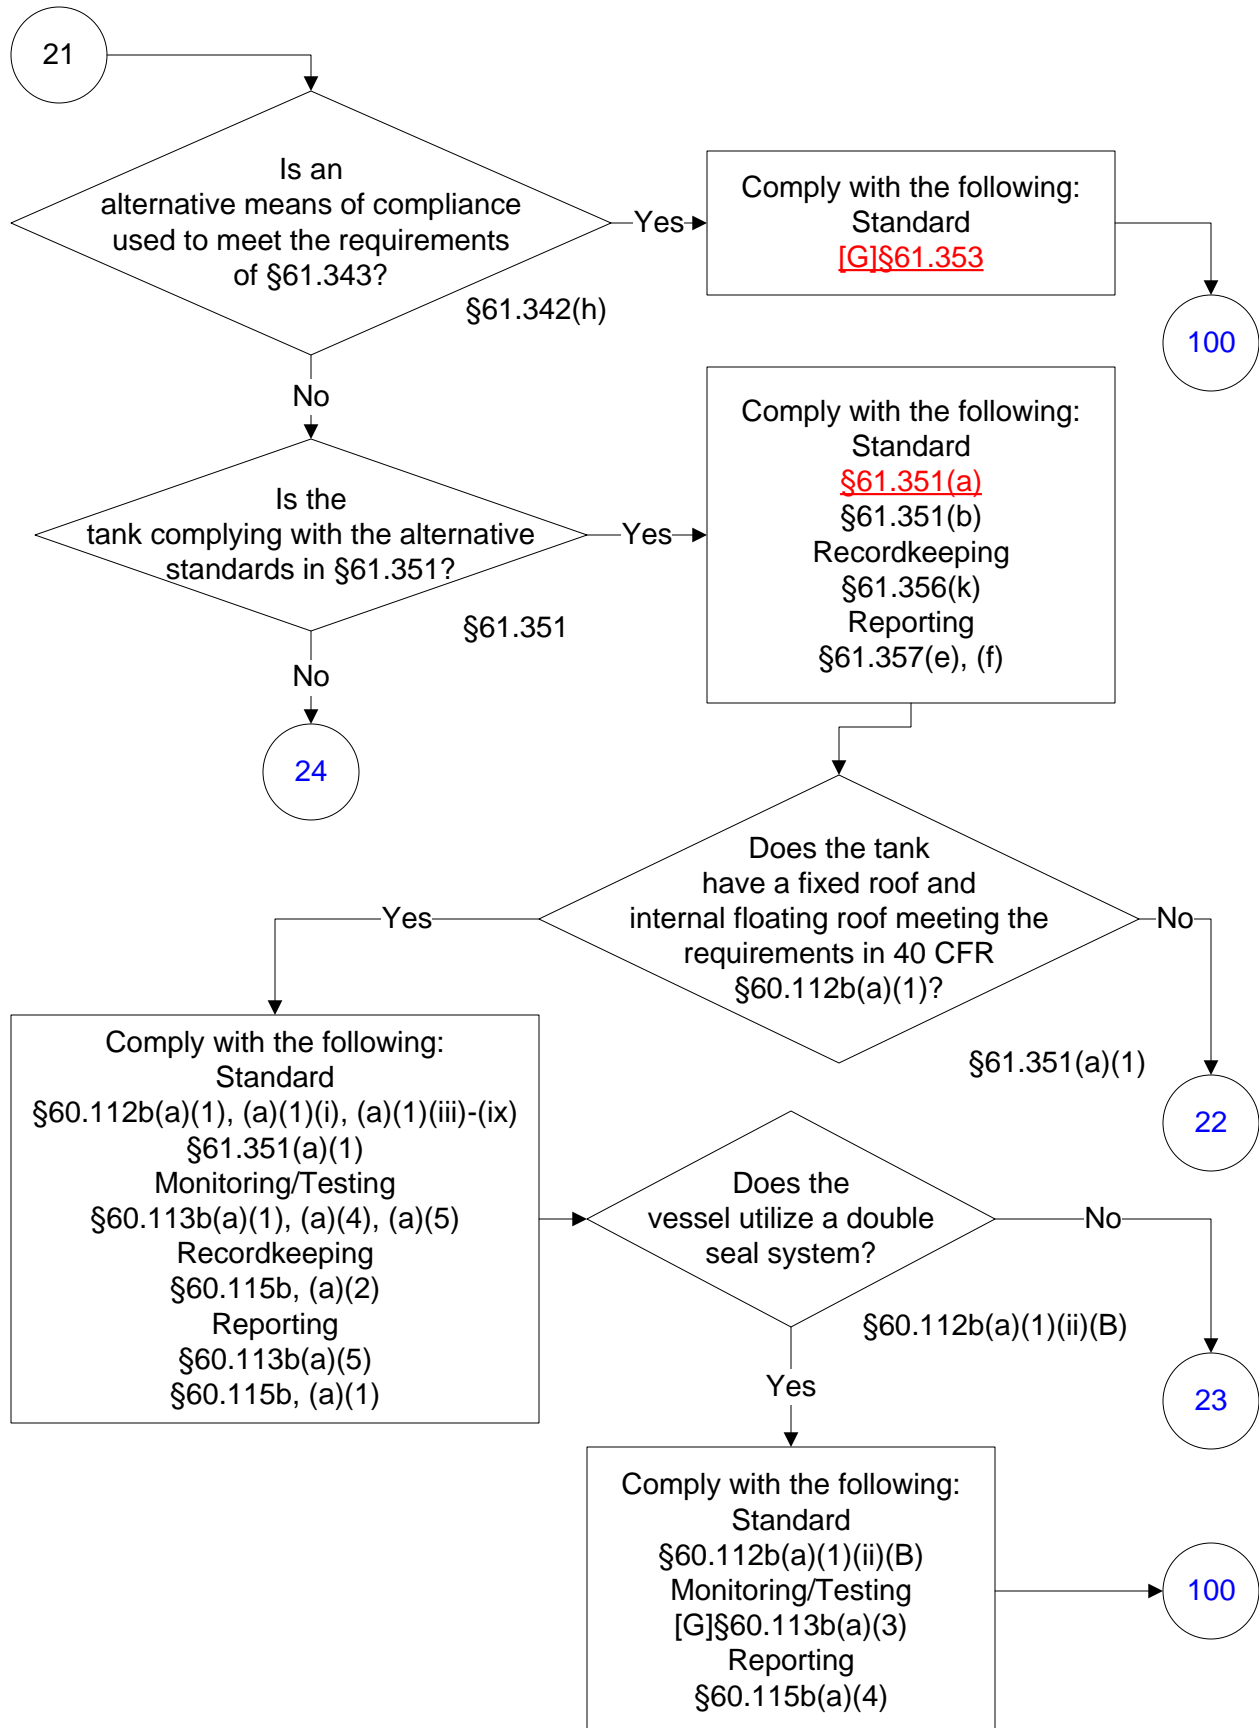 21
Is an
alternative means of compliance
used to meet the requirements
of §61.343?
§61.342(h)
Yes
Comply with the following:
Standard
[G]§61.353
100
No
Is the
tank complying with the alternative
standards in §61.351?
§61.351
Yes
Comply with the following:
Standard
§61.351(a)
§61.351(b)
Recordkeeping
§61.356(k)
Reporting
§61.357(e), (f)
No
24
Does the tank
have a fixed roof and
internal floating roof meeting the
requirements in 40 CFR
§60.112b(a)(1)?
§61.351(a)(1)
No
22
Yes
Comply with the following:
Standard
§60.112b(a)(1), (a)(1)(i), (a)(1)(iii)-(ix)
§61.351(a)(1)
Monitoring/Testing
§60.113b(a)(1), (a)(4), (a)(5)
Recordkeeping
§60.115b, (a)(2)
Reporting
§60.113b(a)(5)
§60.115b, (a)(1)
Does the
vessel utilize a double
seal system?
§60.112b(a)(1)(ii)(B)
No
23
Yes
Comply with the following:
Standard
§60.112b(a)(1)(ii)(B)
Monitoring/Testing
[G]§60.113b(a)(3)
Reporting
§60.115b(a)(4)
100